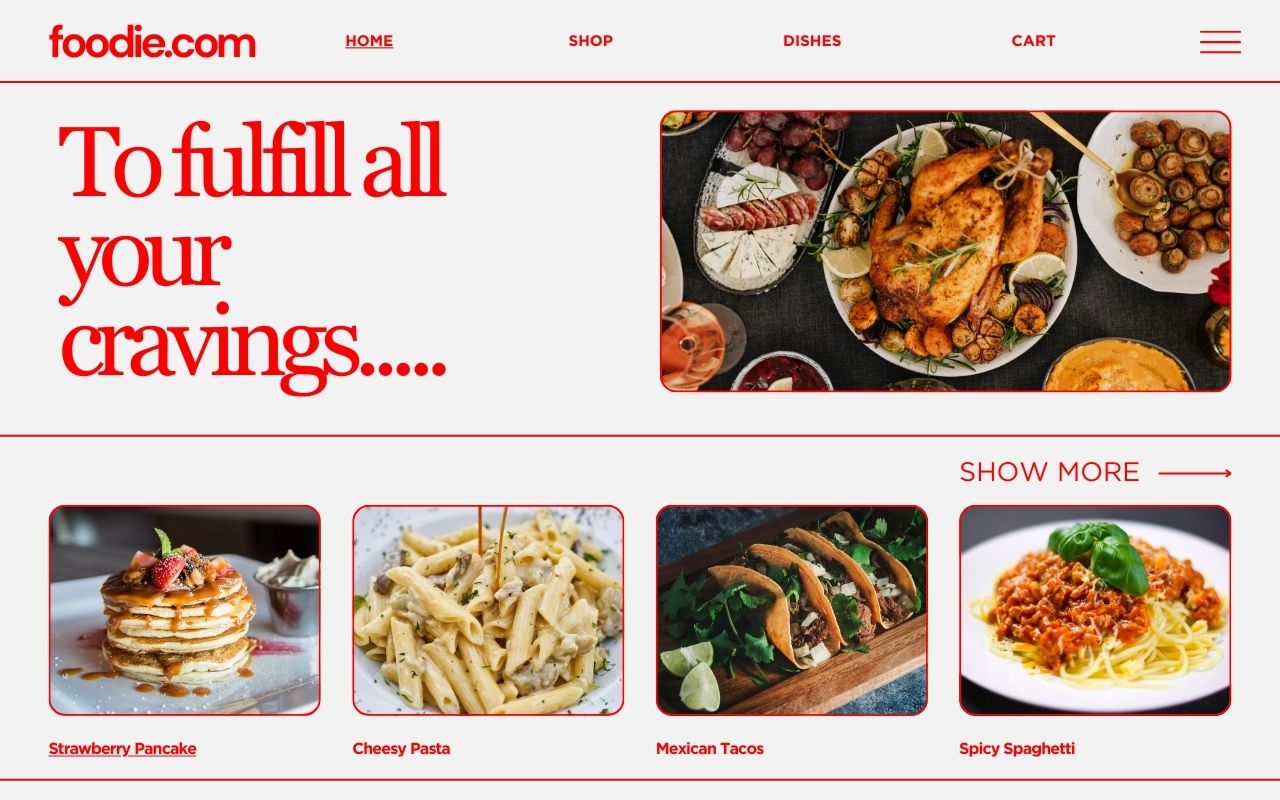 foodie.com
HOME
SHOP
DISHES
CART
To fulfill all
your
cravings.....
SHOW MORE
Strawberry Pancake
Cheesy Pasta
Mexican Tacos
Spicy Spaghetti